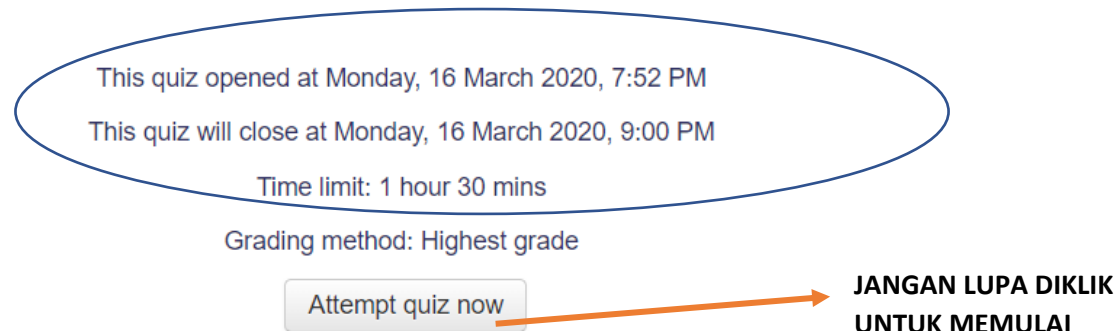 This quiz opened at Monday, 16 March 2020, 7:52 PM
This quiz will close at Monday, 16 March 2020, 9:00 PM
Time limit: 1 hour 30 mins
Grading method: Highest grade
Attempt quiz now
JANGAN LUPA DIKLIK
UNTUK MEMULAI